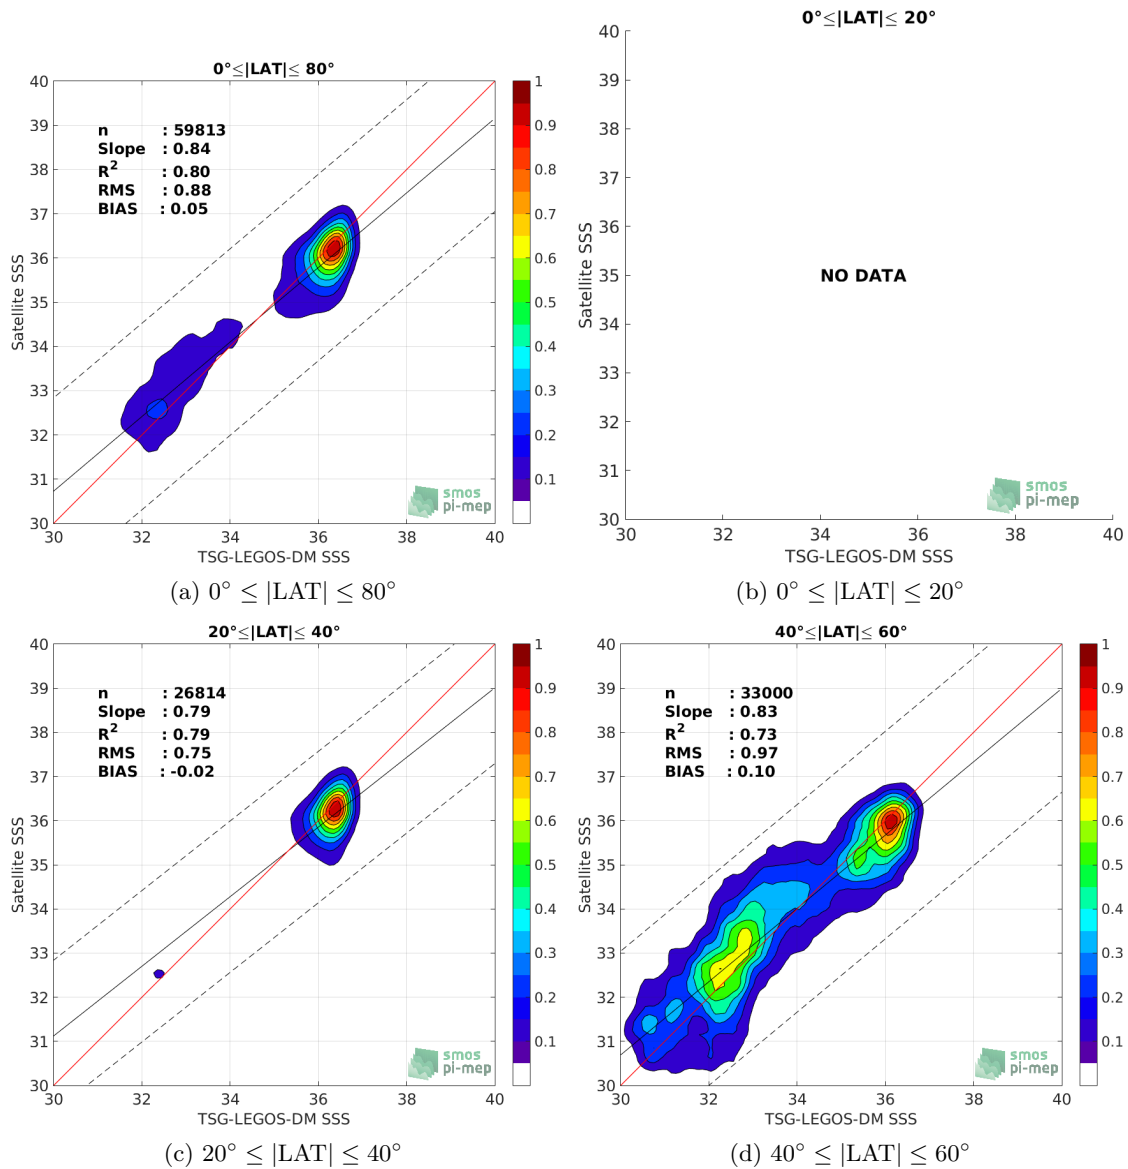 0°≤|LAT|≤ 80°
n : 59813
Slope : 0.84
R² : 0.80
RMS : 0.88
BIAS : 0.05
40
39
38
37
36
35
34
33
32
31
30
Satellite SSS
30 32 34 36 38 40
TSG-LEGOS-DM SSS
1
0.9
0.8
0.7
0.6
0.5
0.4
0.3
0.2
0.1
smos
pi-mep
(a) 0° ≤ |LAT| ≤ 80°
0°≤|LAT|≤ 20°
40
39
38
37
36
35
34
33
32
31
30
Satellite SSS
NO DATA
smos
pi-mep
30 32 34 36 38 40
TSG-LEGOS-DM SSS
(b) 0° ≤ |LAT| ≤ 20°
20°≤|LAT|≤ 40°
n : 26814
Slope : 0.79
R² : 0.79
RMS : 0.75
BIAS : -0.02
40
39
38
37
36
35
34
33
32
31
30
Satellite SSS
30 32 34 36 38 40
TSG-LEGOS-DM SSS
1
0.9
0.8
0.7
0.6
0.5
0.4
0.3
0.2
0.1
smos
pi-mep
(c) 20° ≤ |LAT| ≤ 40°
40°≤|LAT|≤ 60°
n : 33000
Slope : 0.83
R² : 0.73
RMS : 0.97
BIAS : 0.10
40
39
38
37
36
35
34
33
32
31
30
Satellite SSS
30 32 34 36 38 40
TSG-LEGOS-DM SSS
1
0.9
0.8
0.7
0.6
0.5
0.4
0.3
0.2
0.1
smos
pi-mep
(d) 40° ≤ |LAT| ≤ 60°